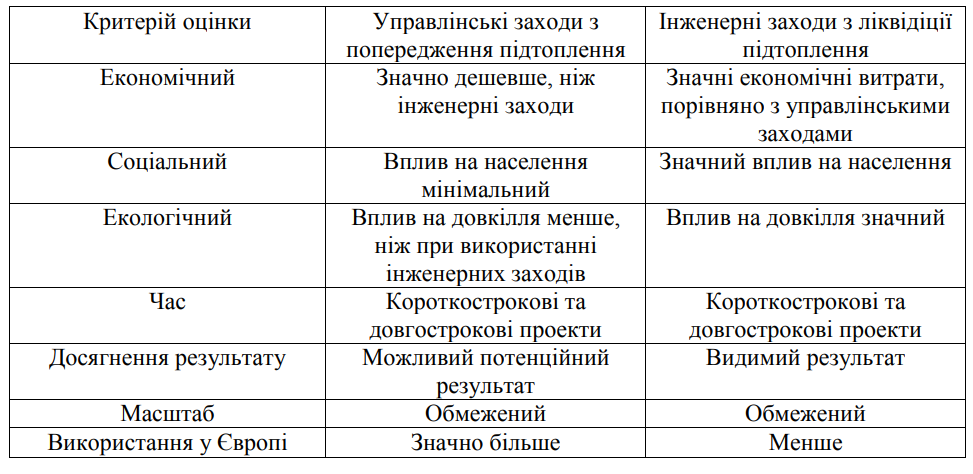 Критерій оцінки
Управлінські заходи з
попередження підтоплення
Інженерні заходи з ліквідіції
підтоплення
Економічний
Значно дешевше, ніж
інженерні заходи
Значні економічні витрати,
порівняно з управлінськими
заходами
Соціальний
Вплив на населення
мінімальний
Значний вплив на населення
Екологічний
Вплив на довкілля менше,
ніж при використанні
інженерних заходів
Вплив на довкілля значний
Час
Короткострокові та
довгострокові проекти
Короткострокові та
довгострокові проекти
Досягнення результату
Можливий потенційний
результат
Видимий результат
Масштаб
Обмежений
Обмежений
Використання у Європі
Значно більше
Менше